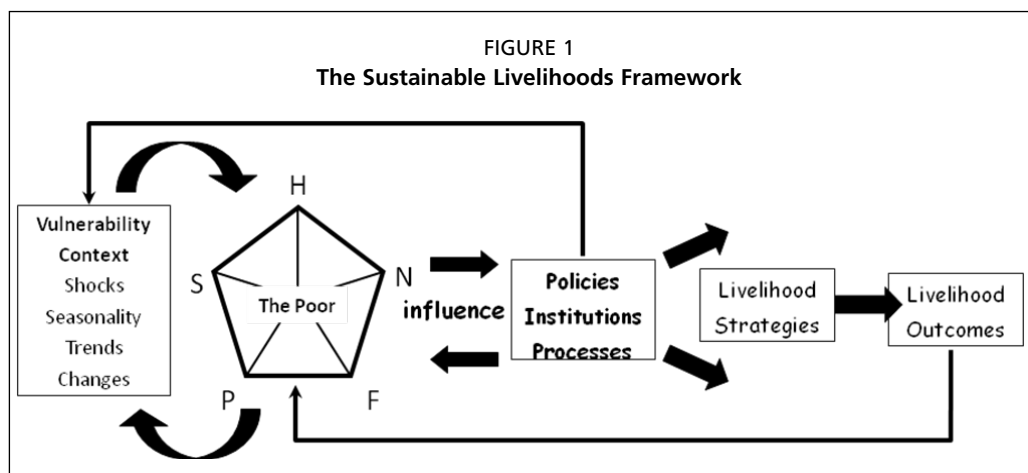 FIGURE 1
The Sustainable Livelihoods Framework
Vulnerability
Context
Shocks
Seasonality
Trends
Changes
H
S
N
P
F
The Poor
influence
Policies
Institutions
Processes
Livelihood
Strategies
Livelihood
Outcomes